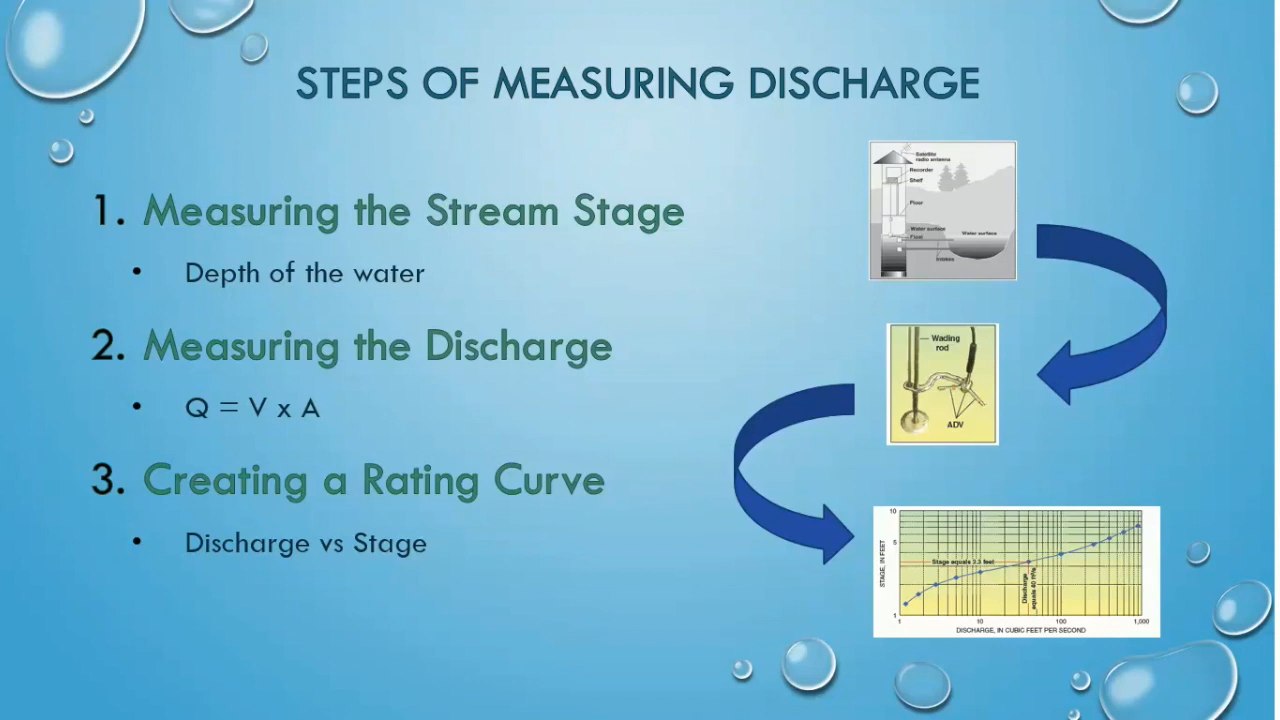 STEPS OF MEASURING DISCHARGE
1. Measuring the Stream Stage
• Depth of the water
2. Measuring the Discharge
• Q = V x A
3. Creating a Rating Curve
• Discharge vs Stage
Satellite
radio antenna
Recorder
Shelf
Floor
Water surface
Float
Water surface
Intakes
Wading
rod
ADV
10
5
1
STAGE, IN FEET
Stage equals 3.3 feet
Discharge
equals 40
1
10
100
1,000
DISCHARGE, IN CUBIC FEET PER SECOND